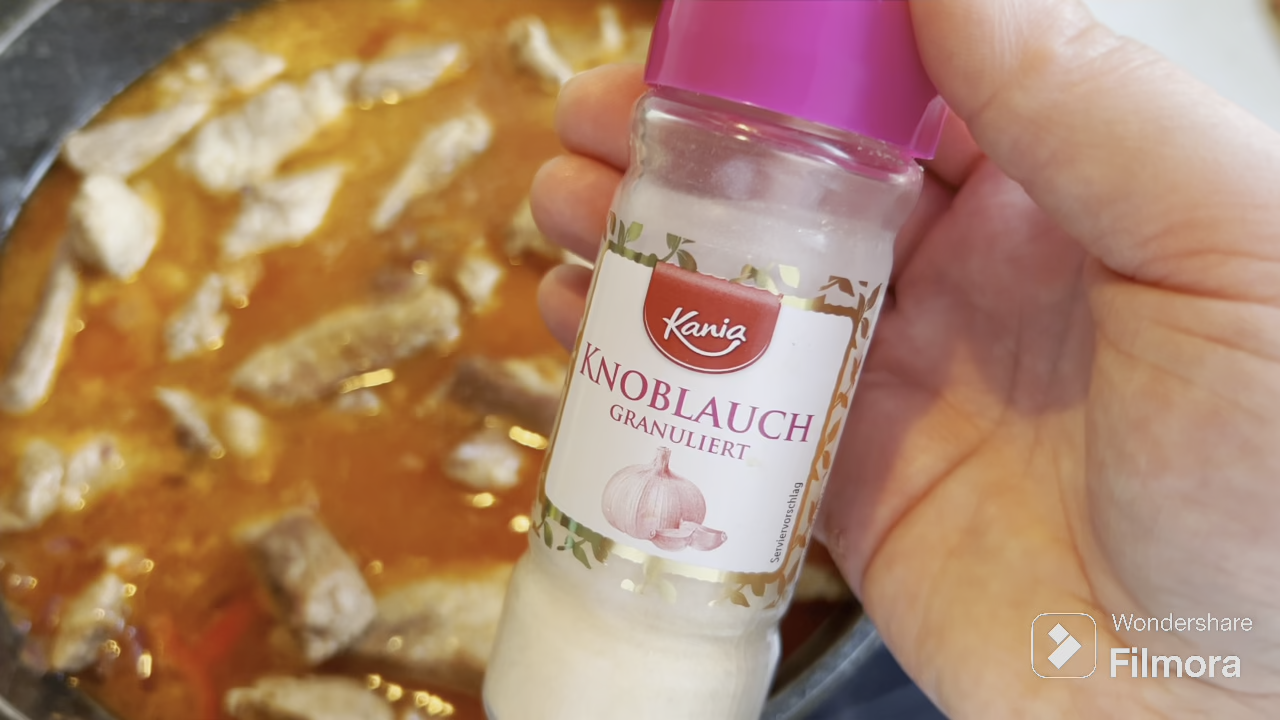 Kania
KNOBLAUCH
GRANULIERT
Serviervorschlag
Wondershare
Filmora